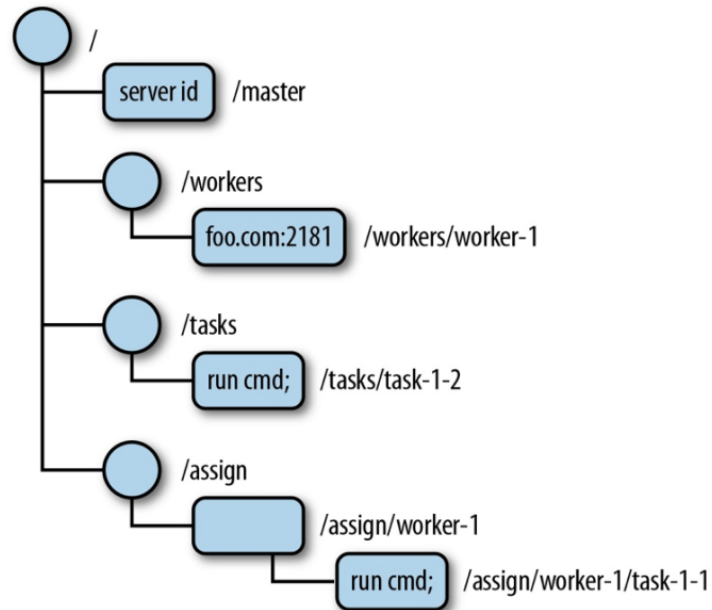 /
server id /master
/workers
foo.com:2181 /workers/worker-1
/tasks
run cmd; /tasks/task-1-2
/assign
/assign/worker-1
run cmd; /assign/worker-1/task-1-1